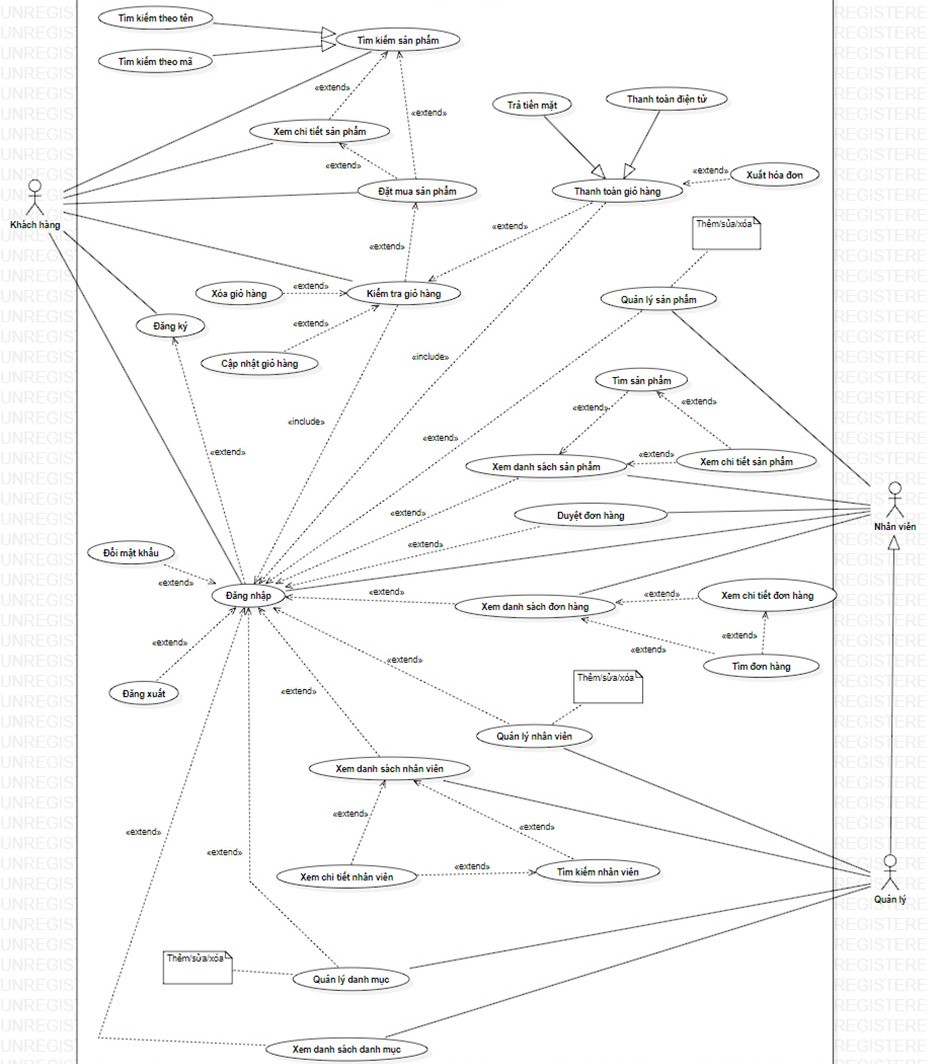 Tìm kiếm theo tên
Tìm kiếm sản phẩm
Tìm kiếm theo mã
«extend»
«extend»
Trả tiền mặt
Thanh toán điện tử
Xem chi tiết sản phẩm
«extend»
«extend»
Xuất hóa đơn
Đặt mua sản phẩm
Thanh toán giỏ hàng
Khách hàng
Thêm/sửa/xóa
«extend»
«extend»
Xóa giỏ hàng
«extend»
Kiểm tra giỏ hàng
Quản lý sản phẩm
Đăng ký
«extend»
Cập nhật giỏ hàng
«include»
Tìm sản phẩm
«extend»
«extend»
«include»
«extend»
«extend»
Xem danh sách sản phẩm
«extend»
Xem chi tiết sản phẩm
«extend»
Duyệt đơn hàng
Nhân viên
«extend»
Đổi mật khẩu
«extend»
Đăng nhập
«extend»
Xem danh sách đơn hàng
«extend»
Xem chi tiết đơn hàng
«extend»
«extend»
«extend»
«extend»
Tìm đơn hàng
Đăng xuất
«extend»
Thêm/sửa/xóa
Quản lý nhân viên
Xem danh sách nhân viên
«extend»
«extend»
«extend»
«extend»
«extend»
Xem chi tiết nhân viên
Tìm kiếm nhân viên
Quản lý
Thêm/sửa/xóa
Quản lý danh mục
Xem danh sách danh mục